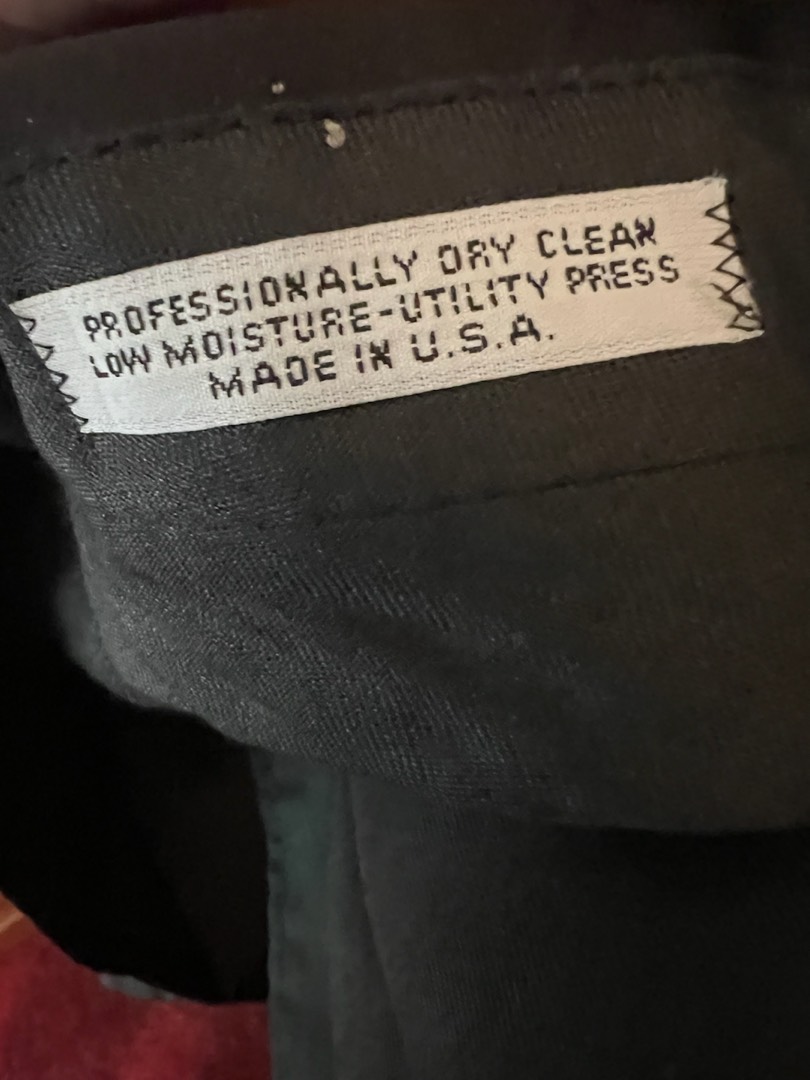 PROFESSIONALLY DRY CLEAN
LOW MOISTURE-UTILITY PRESS
MADE IN U.S.A.